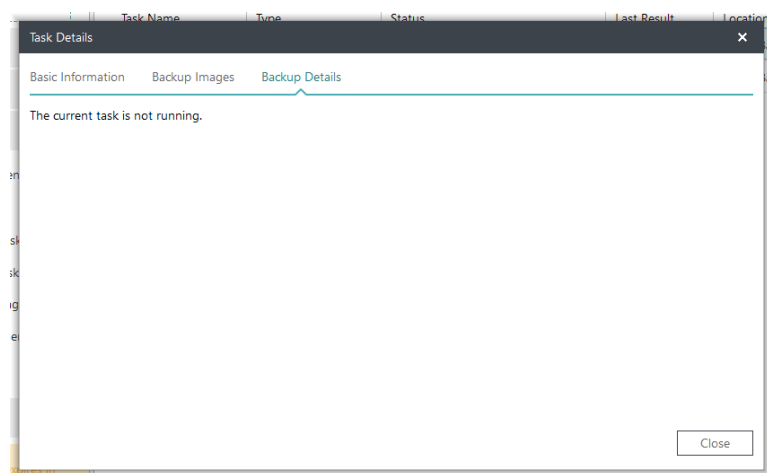 Task Name Type Status Last Result Location
Task Details
Basic Information Backup Images Backup Details
The current task is not running.
Close